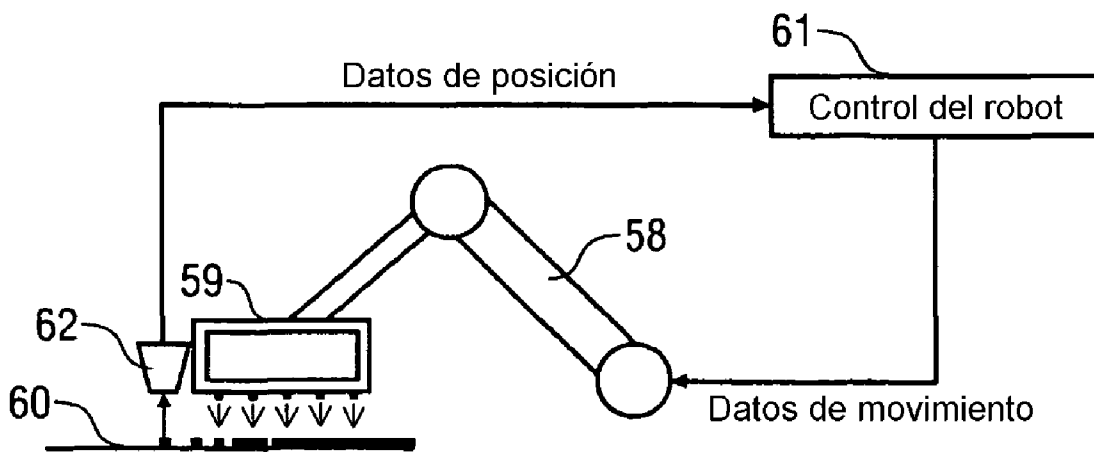 61
Datos de posición
Control del robot
58
59
62
60
Datos de movimiento